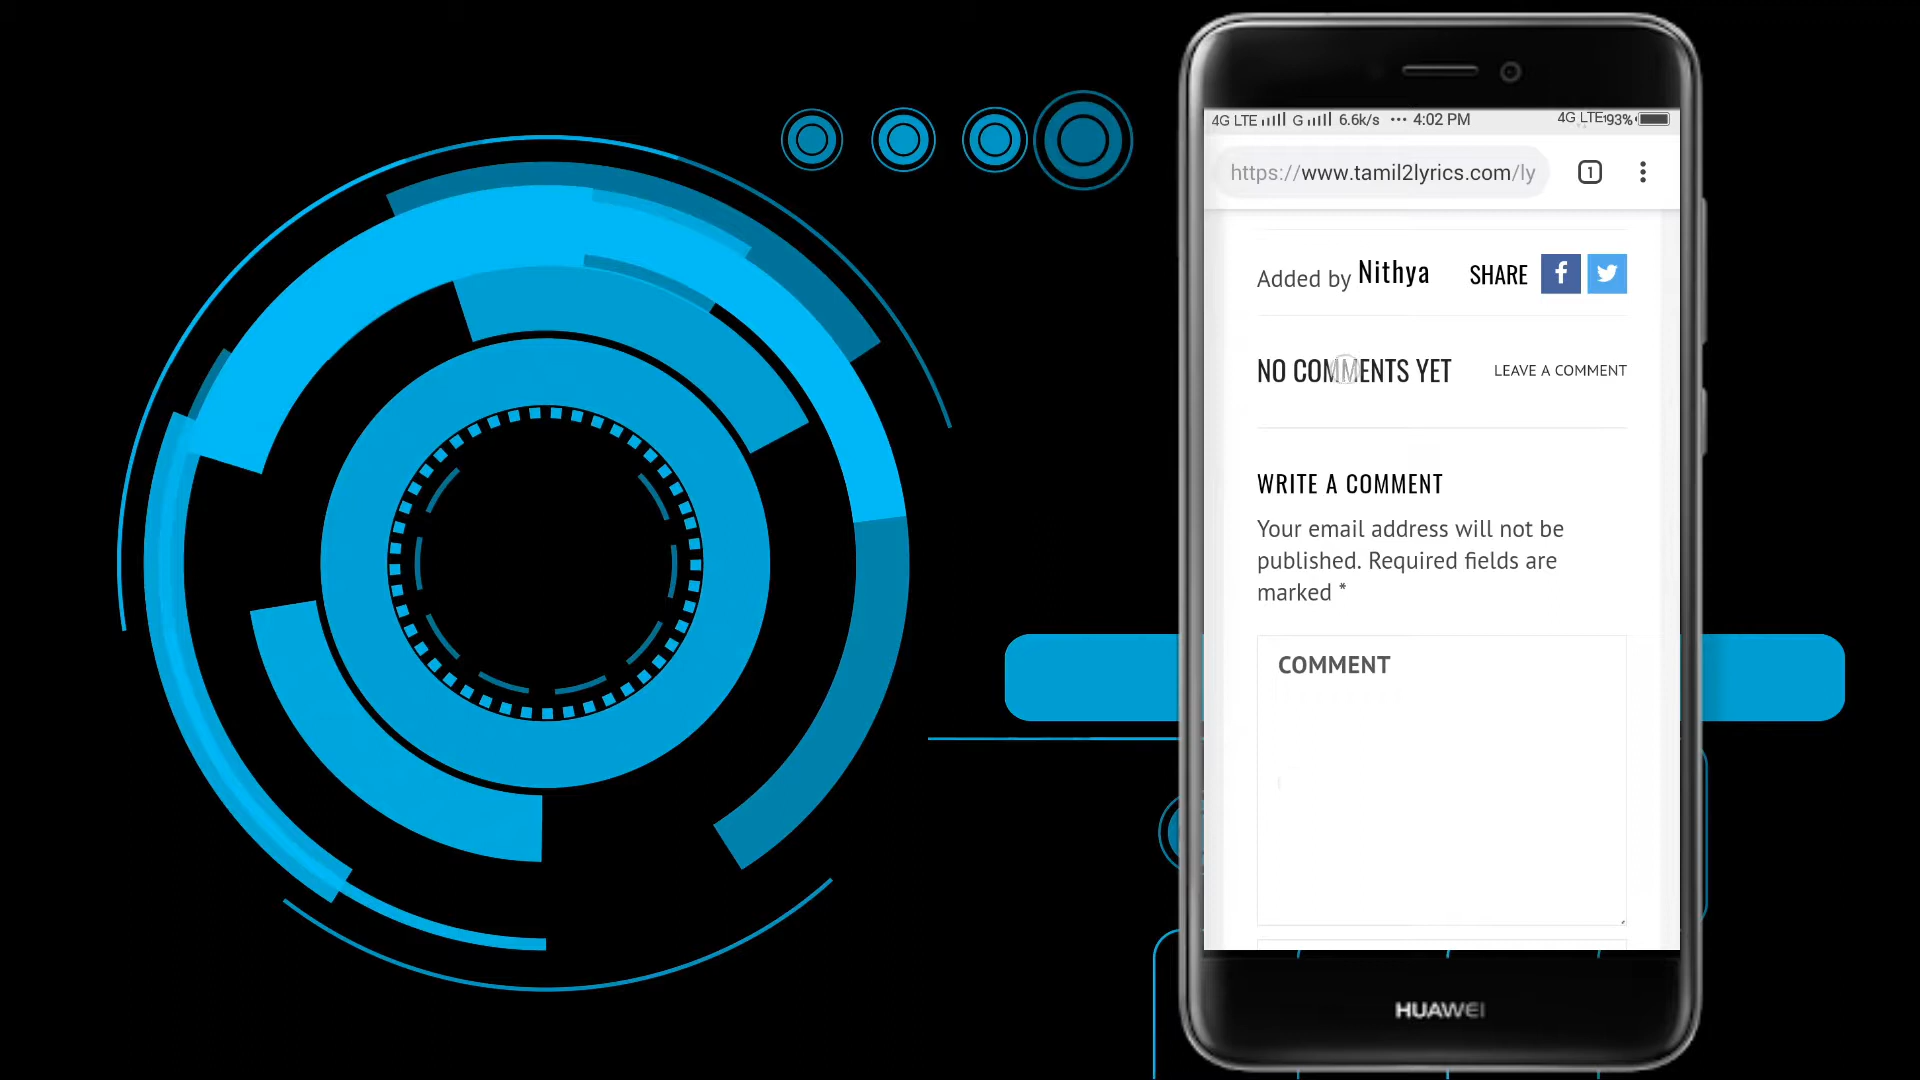 4G LTE G 6.6k/s ··· 4:02 PM 4G LTE 93%
https://www.tamil2lyrics.com/ly 1
Added by Nithya SHARE
NO COMMENTS YET LEAVE A COMMENT
WRITE A COMMENT
Your email address will not be
published. Required fields are
marked *
COMMENT
HUAWEI